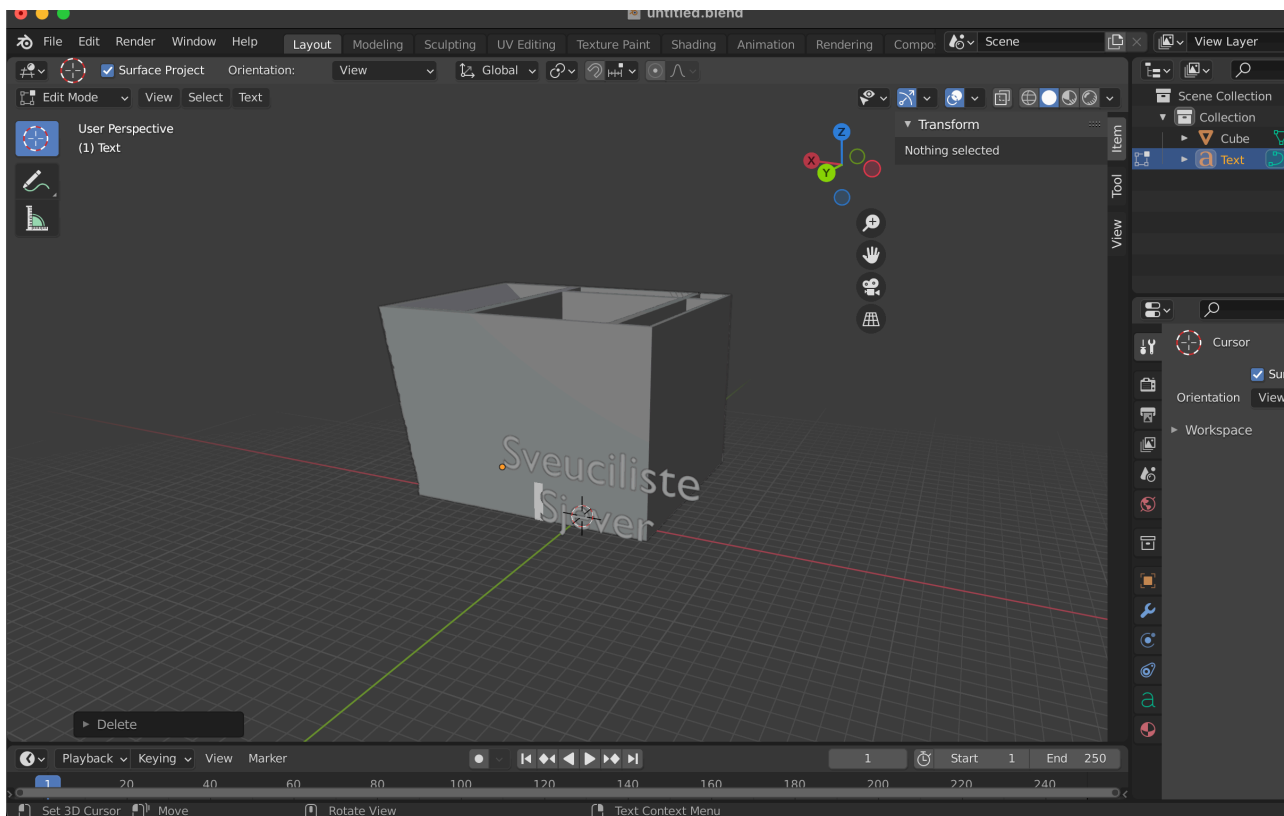 untitled.blend
File Edit Render Window Help Layout Modeling Sculpting UV Editing Texture Paint Shading Animation Rendering Compo Scene View Layer
Surface Project Orientation: View Global
Edit Mode View Select Text
User Perspective
(1) Text
Z
X
Y
Transform
Nothing selected
Item
Tool
View
Scene Collection
Collection
Cube
Text
Cursor
Su
Orientation View
Workspace
Sveuciliste
Sjever
Delete
Playback Keying View Marker 1 Start 1 End 250
1 20 40 60 80 100 120 140 160 180 200 220 240
Set 3D Cursor Move Rotate View Text Context Menu